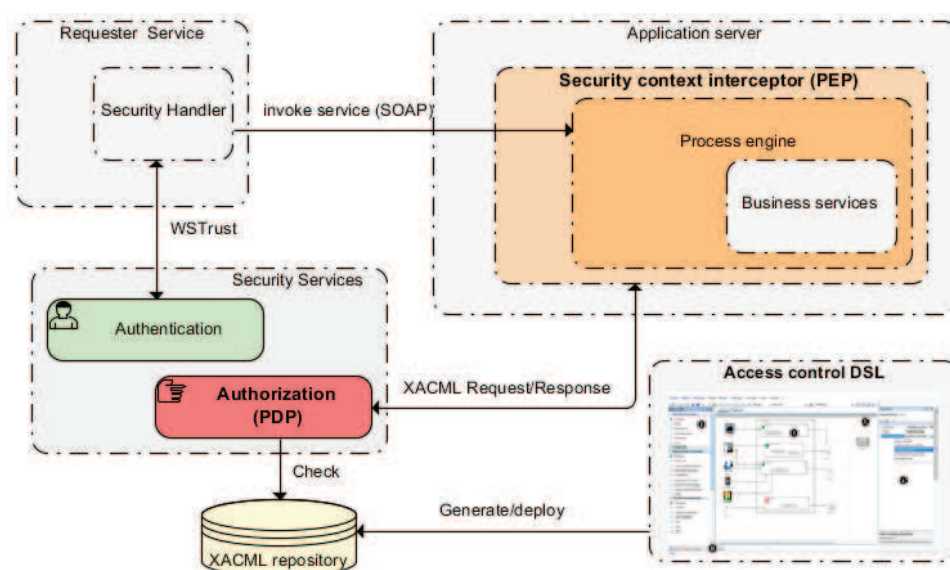 Requester Service
Application server
Security Handler
invoke service (SOAP)
Security context interceptor (PEP)
Process engine
Business services
WSTrust
Security Services
Authentication
Authorization
(PDP)
XACML Request/Response
Access control DSL
Check
Generate/deploy
XACML repository